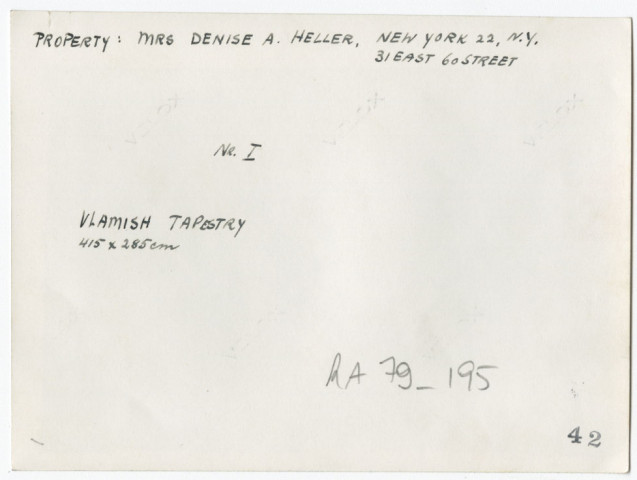 PROPERTY: MRS DENISE A. HELLER, NEW YORK 22, N.Y.
31 EAST 60 STREET
Nr. I
VLAMISH TAPESTRY
415 x 285 cm
RA 79_195
42